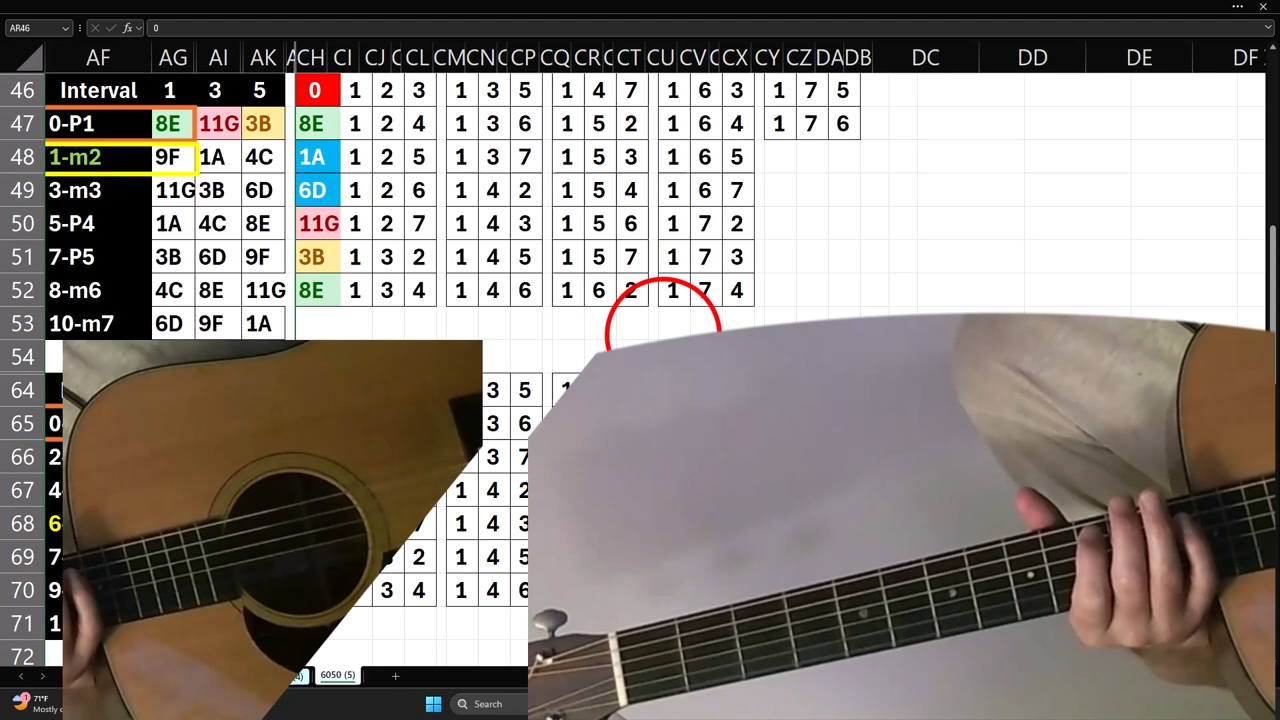 AR46 fx 0
AF AG AI AK CH CI CJ CL CM CN CP CQ CR CT CU CV CX CY CZ DA DB DC DD DE DF
46 Interval 1 3 5 0 1 2 3 1 3 5 1 4 7 1 6 3 1 7 5
47 0-P1 8E 11G 3B 8E 1 2 4 1 3 6 1 5 2 1 6 4 1 7 6
48 1-m2 9F 1A 4C 1A 1 2 5 1 3 7 1 5 3 1 6 5
49 3-m3 11G 3B 6D 6D 1 2 6 1 4 2 1 5 4 1 6 7
50 5-P4 1A 4C 8E 11G 1 2 7 1 4 3 1 5 6 1 7 2
51 7-P5 3B 6D 9F 3B 1 3 2 1 4 5 1 5 7 1 7 3
52 8-m6 4C 8E 11G 8E 1 3 4 1 4 6 1 6 2 1 7 4
53 10-m7 6D 9F 1A
54
64 3 5
65 0 3 6
66 2 3 7
67 4 1 4 2
68 6 1 4 3
69 7 2 1 4 5
70 9 3 4 1 4 6
71 1
72
6050 (5) +
71°F
Mostly
Search